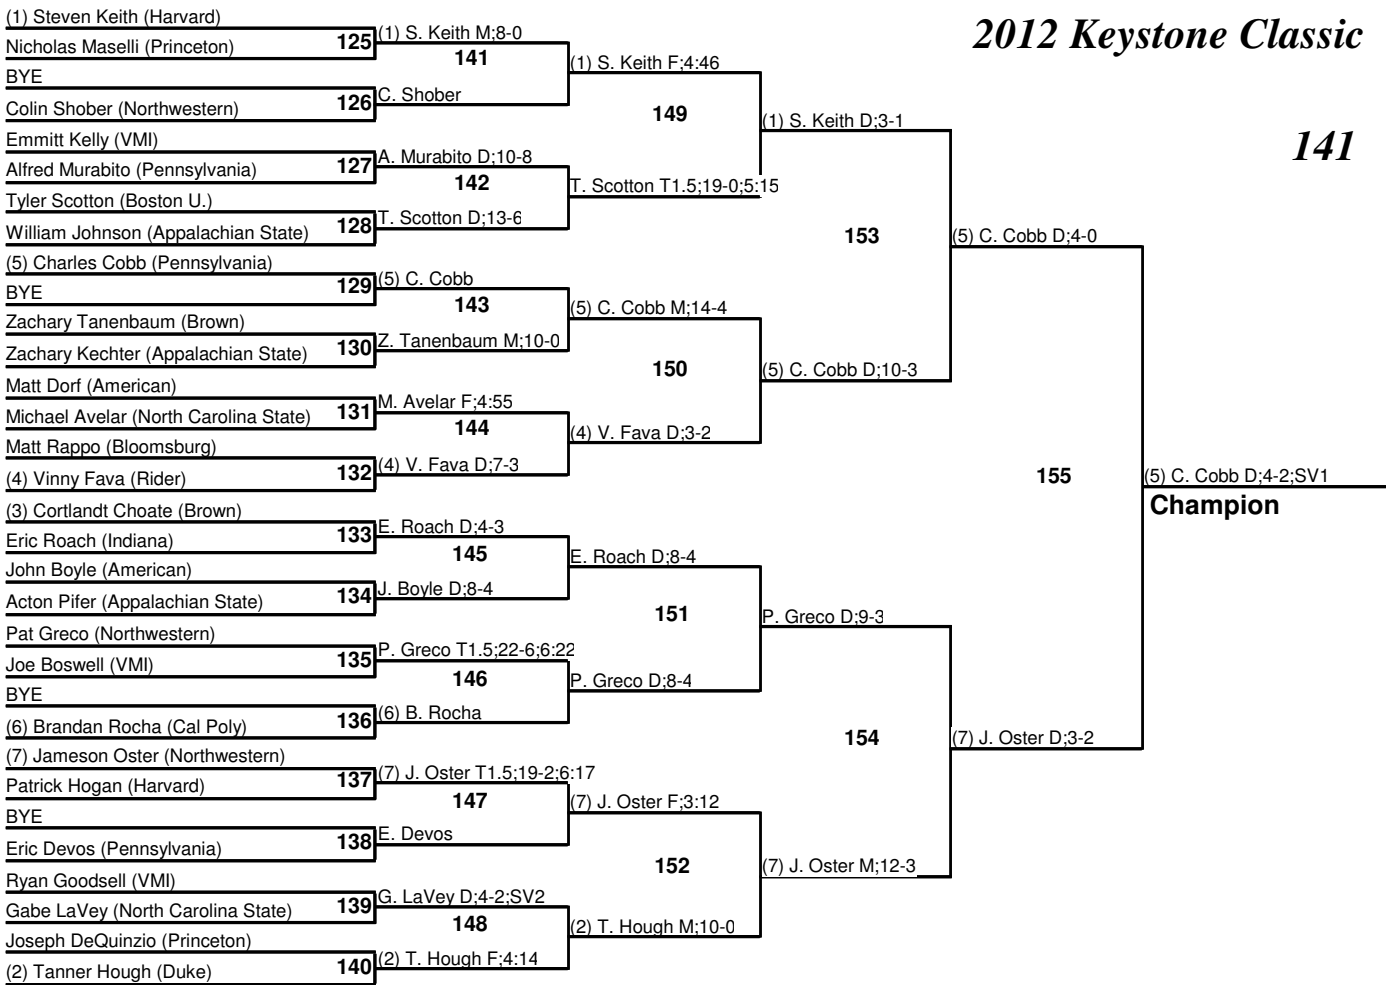 2012 Keystone Classic
141
(1) Steven Keith (Harvard)
Nicholas Maselli (Princeton)
BYE
Colin Shober (Northwestern)
Emmitt Kelly (VMI)
Alfred Murabito (Pennsylvania)
Tyler Scotton (Boston U.)
William Johnson (Appalachian State)
(5) Charles Cobb (Pennsylvania)
BYE
Zachary Tanenbaum (Brown)
Zachary Kechter (Appalachian State)
Matt Dorf (American)
Michael Avelar (North Carolina State)
Matt Rappo (Bloomsburg)
(4) Vinny Fava (Rider)
(3) Cortlandt Choate (Brown)
Eric Roach (Indiana)
John Boyle (American)
Acton Pifer (Appalachian State)
Pat Greco (Northwestern)
Joe Boswell (VMI)
BYE
(6) Brandan Rocha (Cal Poly)
(7) Jameson Oster (Northwestern)
Patrick Hogan (Harvard)
BYE
Eric Devos (Pennsylvania)
Ryan Goodsell (VMI)
Gabe LaVey (North Carolina State)
Joseph DeQuinzio (Princeton)
(2) Tanner Hough (Duke)
125
126
127
128
129
130
131
132
133
134
135
136
137
138
139
140
(1) S. Keith M;8-0
141
C. Shober
A. Murabito D;10-8
142
T. Scotton D;13-6
(5) C. Cobb
143
Z. Tanenbaum M;10-0
M. Avelar F;4:55
144
(4) V. Fava D;7-3
E. Roach D;4-3
145
J. Boyle D;8-4
P. Greco T1.5;22-6;6:22
146
(6) B. Rocha
(7) J. Oster T1.5;19-2;6:17
147
E. Devos
G. LaVey D;4-2;SV2
148
(2) T. Hough F;4:14
(1) S. Keith F;4:46
149
T. Scotton T1.5;19-0;5:15
(5) C. Cobb M;14-4
150
(4) V. Fava D;3-2
E. Roach D;8-4
151
P. Greco D;8-4
(7) J. Oster F;3:12
152
(2) T. Hough M;10-0
(1) S. Keith D;3-1
153
(5) C. Cobb D;10-3
P. Greco D;9-3
154
(7) J. Oster M;12-3
(5) C. Cobb D;4-0
155
(7) J. Oster D;3-2
(5) C. Cobb D;4-2;SV1
Champion